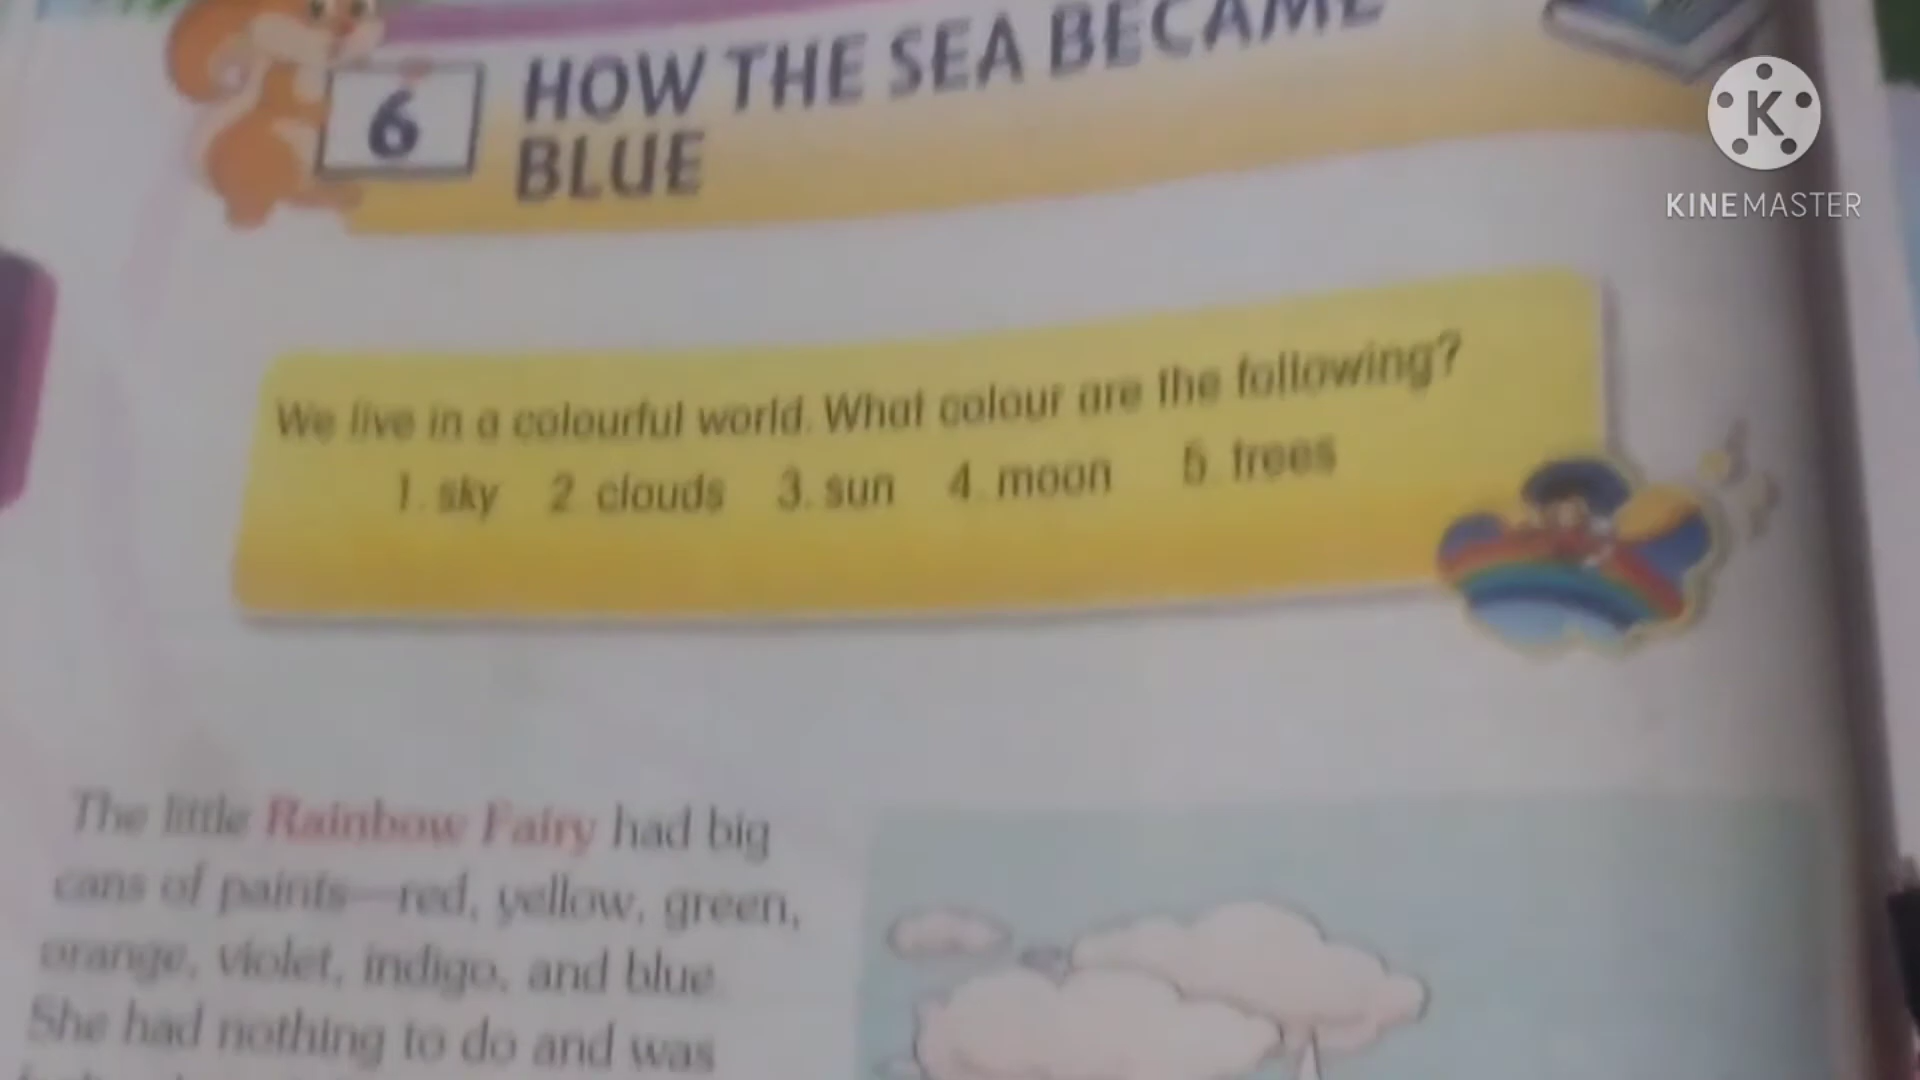 6
HOW THE SEA BECAME
BLUE
K
KINEMASTER
We live in a colourful world. What colour are the following?
1. sky 2 clouds 3. sun 4. moon 5. trees
The little Rainbow Fairy had big
cans of paints—red, yellow, green,
orange, violet, indigo, and blue.
She had nothing to do and was